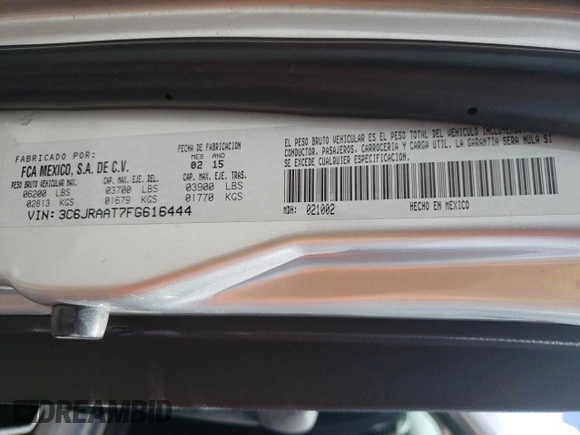 FABRICADO POR:
FCA MEXICO, S.A. DE C.V.
FECHA DE FABRICACION
MES ANO
02 15
PESO BRUTO VEHICULAR CAP. MAX. EJE. DEL. CAP. MAX. EJE. TRAS.
06200 LBS 03700 LBS 03900 LBS
02813 KGS 01679 KGS 01770 KGS
VIN: 3C6JRAAT7FG616444
EL PESO BRUTO VEHICULAR ES EL PESO TOTAL DEL VEHICULO
CONDUCTOR, PASAJEROS, CARROCERIA Y CARGA UTIL. LA GARANTIA SERA NULA SI
SE EXCEDE CUALQUIER ESPECIFICACION.
MDH: 021002 HECHO EN MEXICO
DREAMBID